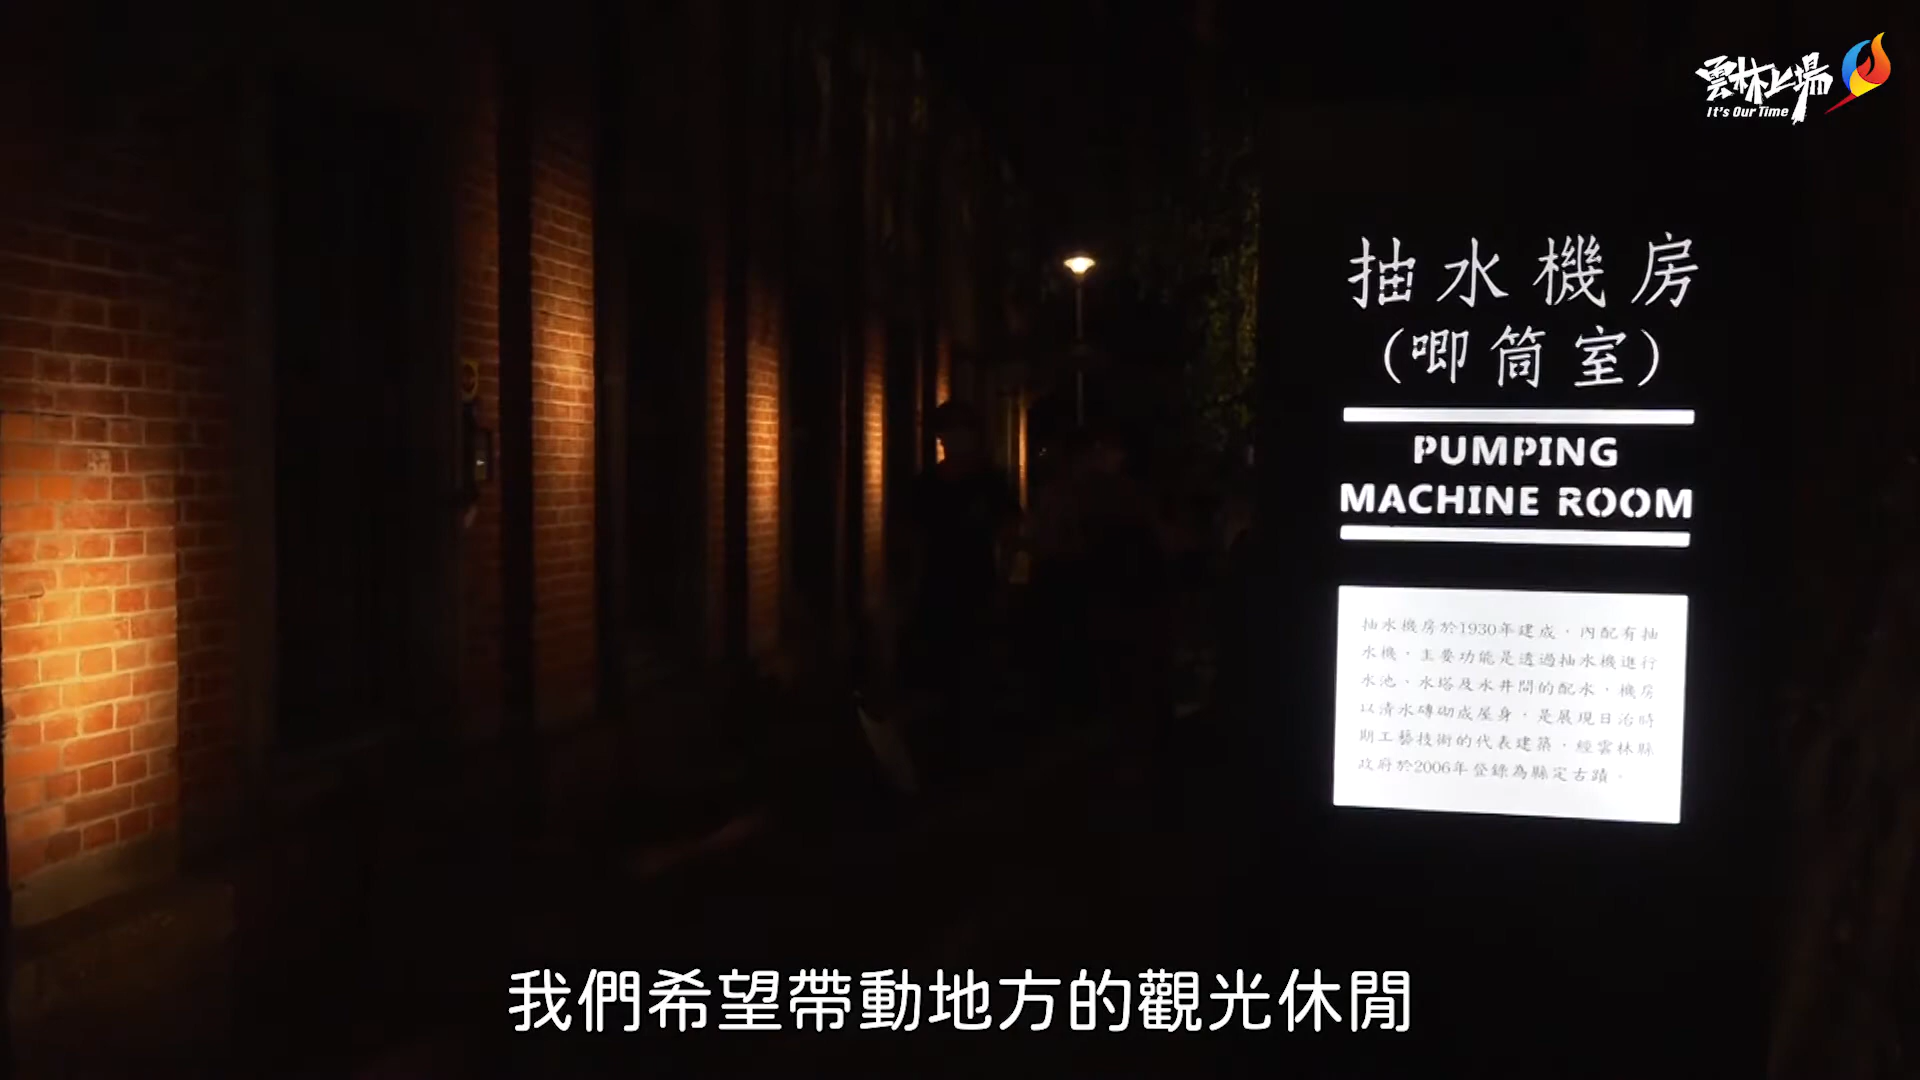 雲林上場
It's Our Time
抽水機房
(唧筒室)
PUMPING
MACHINE ROOM
抽水機房於1930年建成，內配有抽
水機，主要功能是透過抽水機進行
水池、水塔及水井間的配水，機房
以清水磚砌成屋身，是展現日治時
期工藝技術的代表建築，經雲林縣
政府於2006年登錄為縣定古蹟。
我們希望帶動地方的觀光休閒